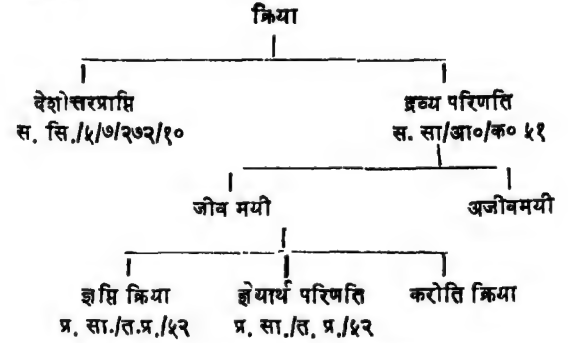 क्रिया
देशोत्तरप्राप्ति द्रव्य परिणति
स. सि./५/७/२७२/१० स. सा/आ०/क० ५१
जीव मयी अजीवमयी
ज्ञप्ति क्रिया ज्ञेयार्थ परिणति करोति क्रिया
प्र. सा./त.प्र./५२ प्र. सा./त. प्र./५२